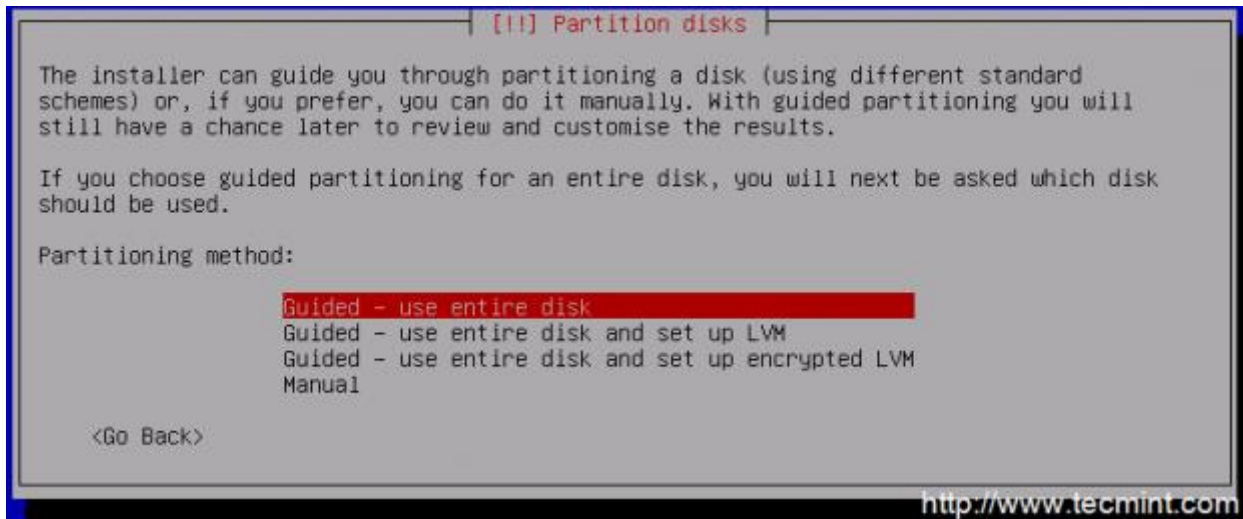 [!!] Partition disks
The installer can guide you through partitioning a disk (using different standard
schemes) or, if you prefer, you can do it manually. With guided partitioning you will
still have a chance later to review and customise the results.
If you choose guided partitioning for an entire disk, you will next be asked which disk
should be used.
Partitioning method:
Guided - use entire disk
Guided - use entire disk and set up LVM
Guided - use entire disk and set up encrypted LVM
Manual
<Go Back>
http://www.tecmint.com